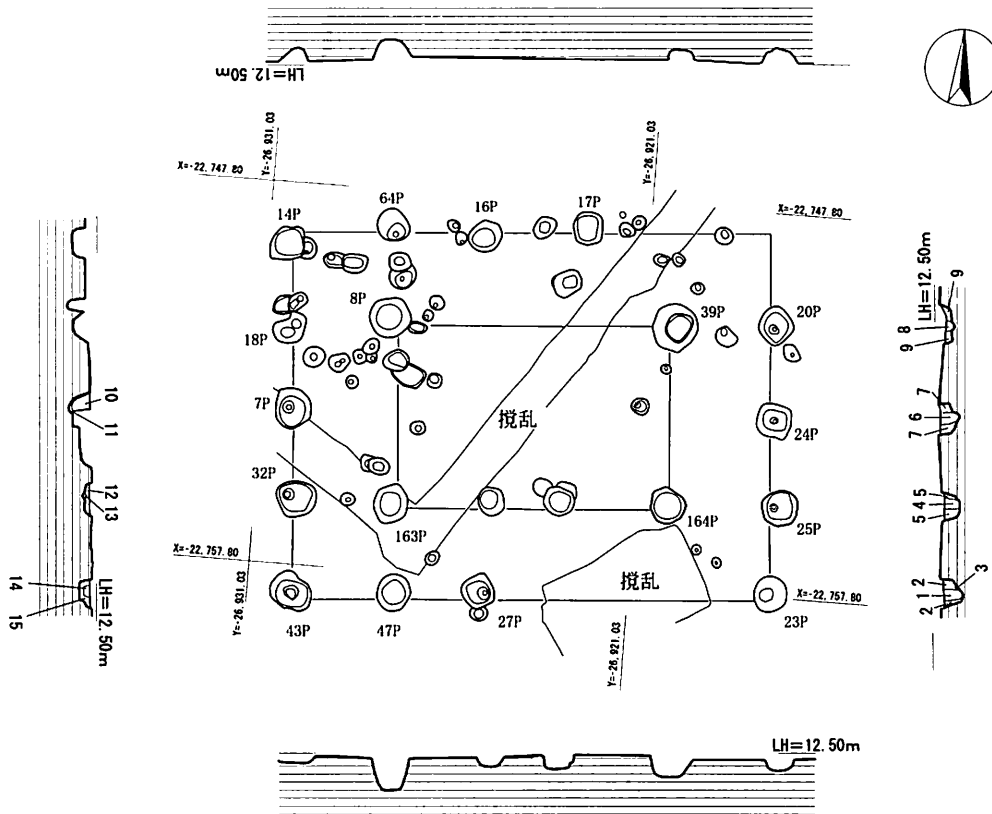 LH=12.50m
Y=-26,931.03
Y=-26,921.03
X=-22,747.80
X=-22,747.80
14P
64P
16P
17P
8P
39P
20P
18P
7P
撹乱
24P
32P
163P
164P
25P
X=-22,757.80
Y=-26,931.03
撹乱
X=-22,757.80
43P
47P
27P
23P
Y=-26,921.03
10
11
12
13
14
15
LH=12.50m
LH=12.50m
9
8
9
7
6
7
5
4
5
3
2
1
2
LH=12.50m